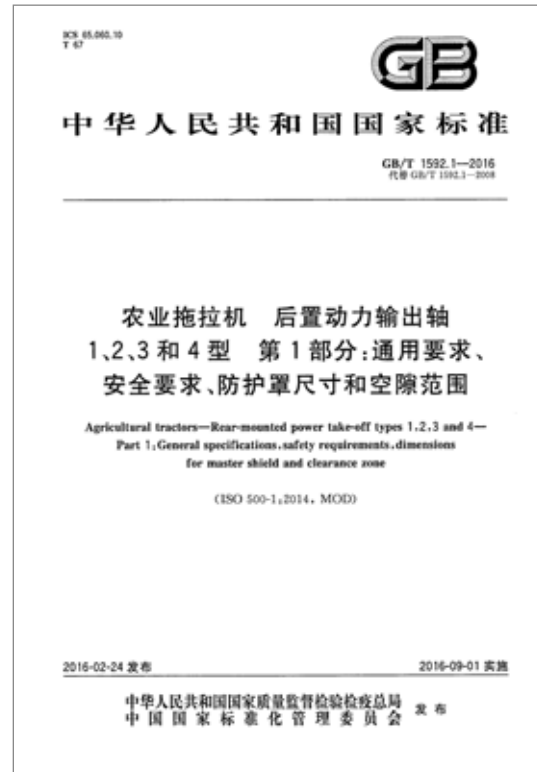 ICS 65.060.10
T 67
GB
中华人民共和国国家标准
GB/T 1592.1—2016
代替 GB/T 1592.1—2008
农业拖拉机 后置动力输出轴
1、2、3 和 4 型 第 1 部分:通用要求、
安全要求、防护罩尺寸和空隙范围
Agricultural tractors—Rear-mounted power take-off types 1,2,3 and 4—
Part 1:General specifications,safety requirements,dimensions
for master shield and clearance zone
(ISO 500-1:2014, MOD)
2016-02-24 发布
2016-09-01 实施
中华人民共和国国家质量监督检验检疫总局
中国国家标准化管理委员会
发布